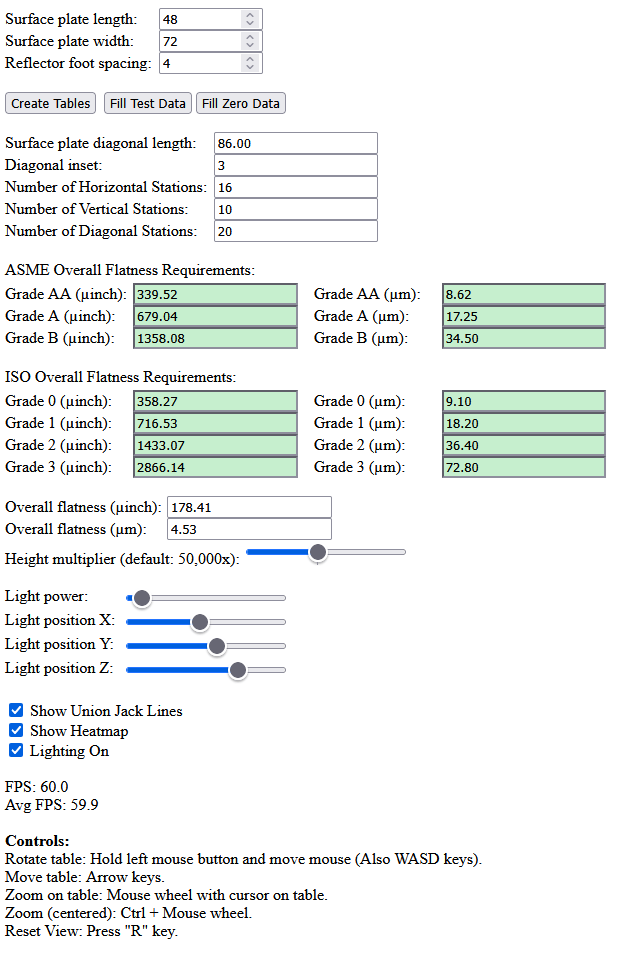 Surface plate length: 48
Surface plate width: 72
Reflector foot spacing: 4
Create Tables Fill Test Data Fill Zero Data
Surface plate diagonal length: 86.00
Diagonal inset: 3
Number of Horizontal Stations: 16
Number of Vertical Stations: 10
Number of Diagonal Stations: 20
ASME Overall Flatness Requirements:
Grade AA (µinch): 339.52 Grade AA (µm): 8.62
Grade A (µinch): 679.04 Grade A (µm): 17.25
Grade B (µinch): 1358.08 Grade B (µm): 34.50
ISO Overall Flatness Requirements:
Grade 0 (µinch): 358.27 Grade 0 (µm): 9.10
Grade 1 (µinch): 716.53 Grade 1 (µm): 18.20
Grade 2 (µinch): 1433.07 Grade 2 (µm): 36.40
Grade 3 (µinch): 2866.14 Grade 3 (µm): 72.80
Overall flatness (µinch): 178.41
Overall flatness (µm): 4.53
Height multiplier (default: 50,000x):
Light power:
Light position X:
Light position Y:
Light position Z:
Show Union Jack Lines
Show Heatmap
Lighting On
FPS: 60.0
Avg FPS: 59.9
Controls:
Rotate table: Hold left mouse button and move mouse (Also WASD keys).
Move table: Arrow keys.
Zoom on table: Mouse wheel with cursor on table.
Zoom (centered): Ctrl + Mouse wheel.
Reset View: Press "R" key.